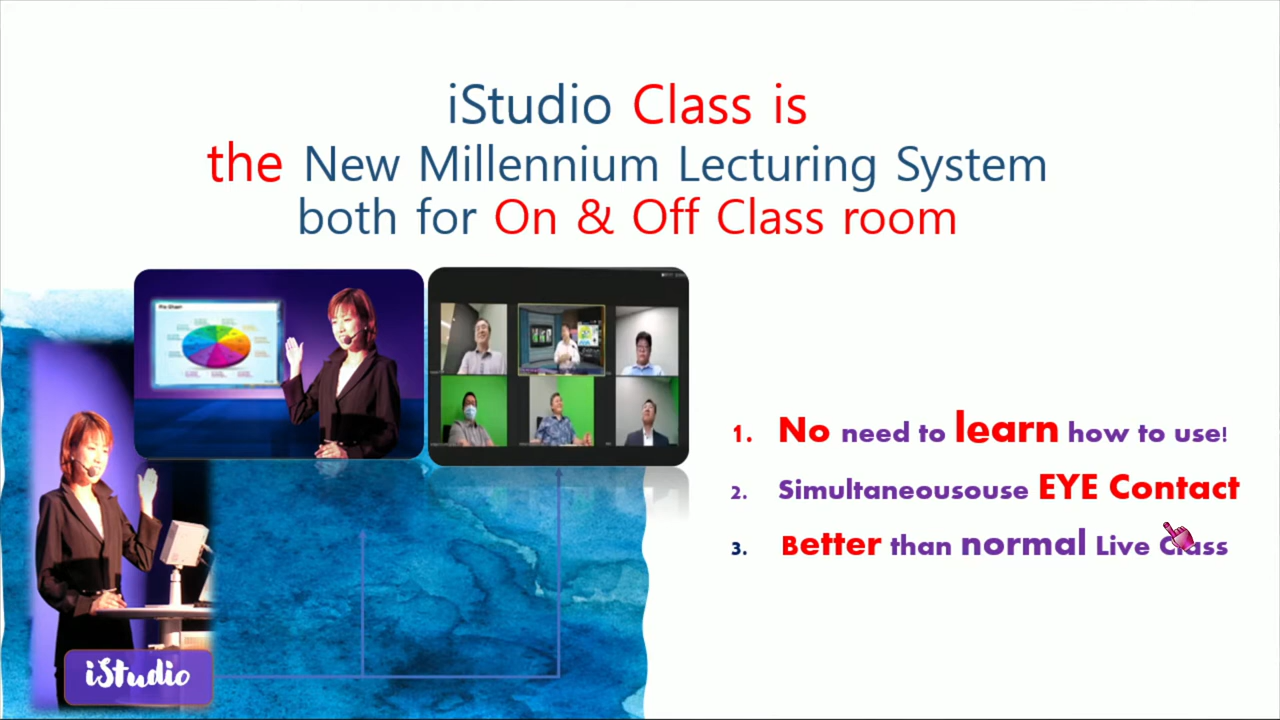 iStudio Class is
the New Millennium Lecturing System
both for On & Off Class room
1. No need to learn how to use!
2. Simultaneousouse EYE Contact
3. Better than normal Live Class
iStudio